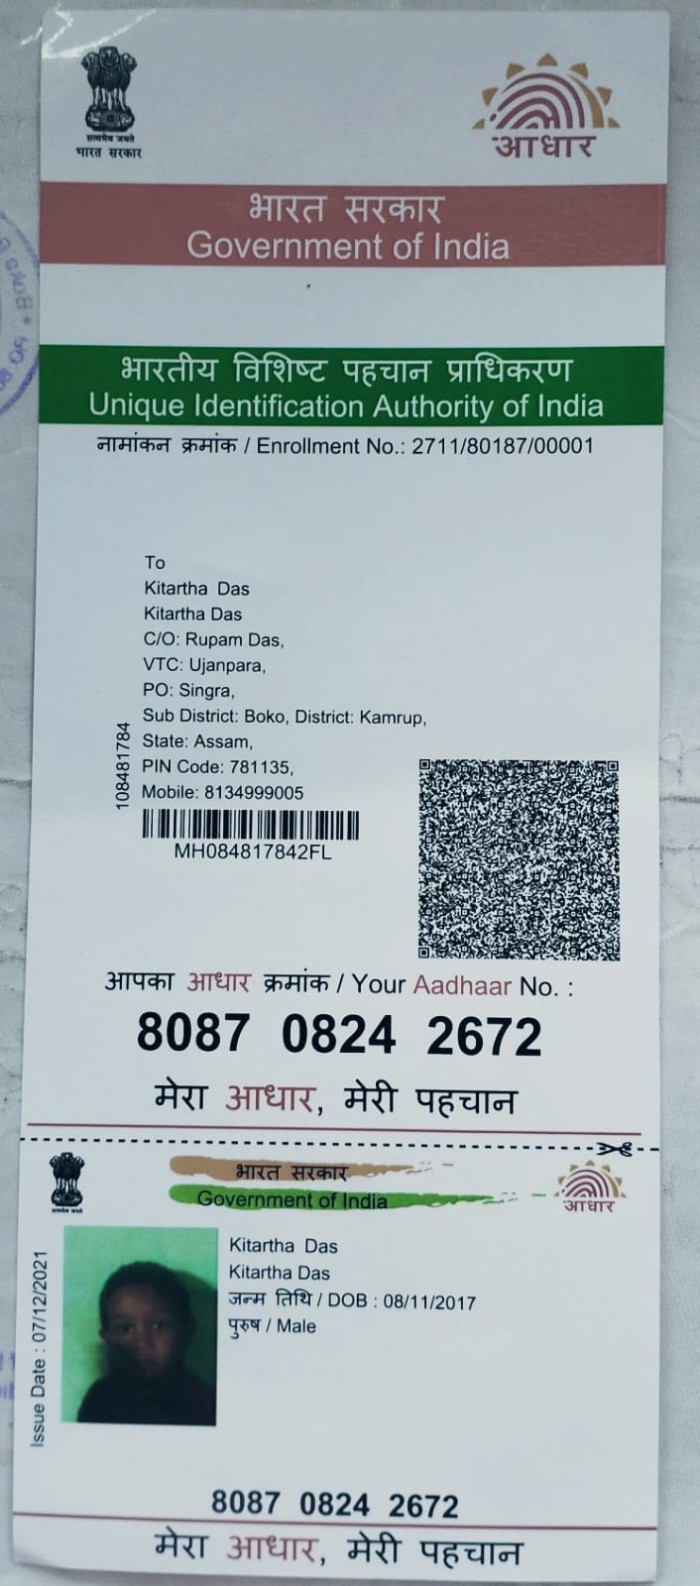 सत्यमेव जयते
भारत सरकार
आधार
भारत सरकार
Government of India
भारतीय विशिष्ट पहचान प्राधिकरण
Unique Identification Authority of India
नामांकन क्रमांक / Enrollment No.: 2711/80187/00001
To
Kitartha Das
Kitartha Das
C/O: Rupam Das,
VTC: Ujanpara,
PO: Singra,
Sub District: Boko, District: Kamrup,
State: Assam,
PIN Code: 781135,
Mobile: 8134999005
108481784
MH084817842FL
आपका आधार क्रमांक / Your Aadhaar No. :
8087 0824 2672
मेरा आधार, मेरी पहचान
भारत सरकार
Government of India
आधार
Issue Date : 07/12/2021
Kitartha Das
Kitartha Das
जन्म तिथि / DOB : 08/11/2017
पुरुष / Male
8087 0824 2672
मेरा आधार, मेरी पहचान